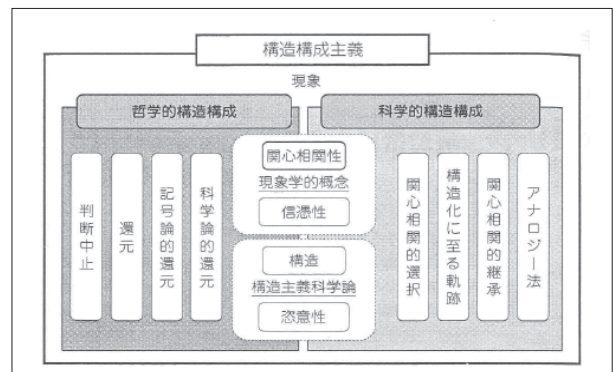 構造構成主義
現象
哲学的構造構成
科学的構造構成
判断中止
還元
記号論的還元
科学論的還元
関心相関性
現象学的概念
信憑性
構造
構造主義科学論
恣意性
関心相関的選択
構造化に至る軌跡
関心相関的継承
アナロジー法